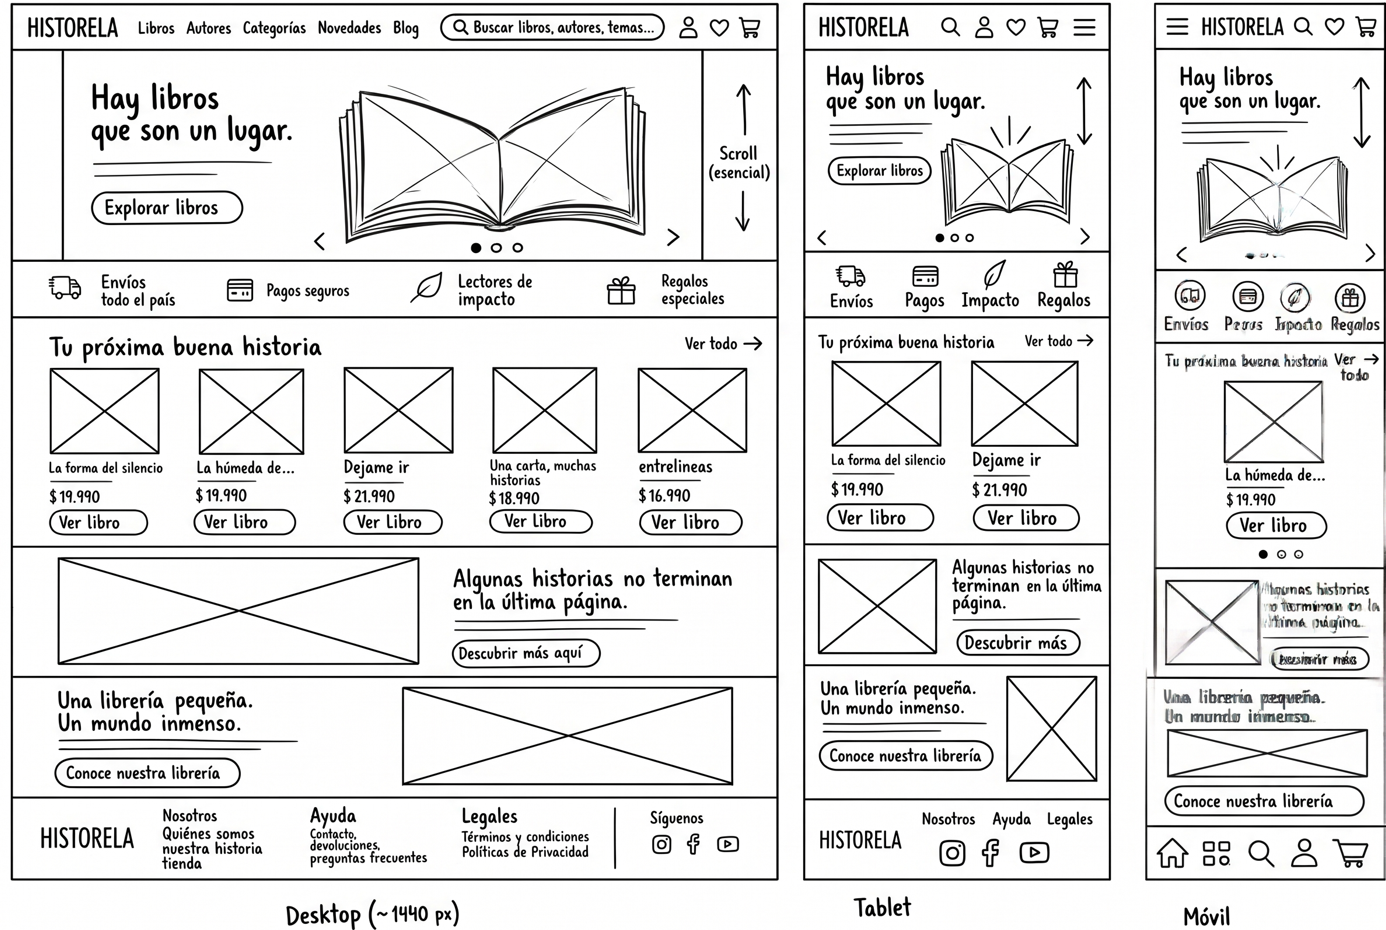 HISTORELA Libros Autores Categorías Novedades Blog Buscar libros, autores, temas...
Hay libros
que son un lugar.
Explorar libros
Scroll
(esencial)
Envíos
todo el país
Pagos seguros
Lectores de
impacto
Regalos
especiales
Tu próxima buena historia
Ver todo
La forma del silencio
$19.990
Ver libro
La húmeda de...
$19.990
Ver libro
Dejame ir
$21.990
Ver Libro
Una carta, muchas
historias
$18.990
Ver libro
entrelineas
$16.990
Ver libro
Algunas historias no terminan
en la última página.
Descubrir más aquí
Una librería pequeña.
Un mundo inmenso.
Conoce nuestra librería
HISTORELA
Nosotros
Quiénes somos
nuestra historia
tienda
Ayuda
Contacto,
devoluciones,
preguntas frecuentes
Legales
Términos y condiciones
Políticas de Privacidad
Síguenos
Desktop (~1440 px)
HISTORELA
Hay libros
que son un lugar.
Explorar libros
Envíos
Pagos
Impacto
Regalos
Tu próxima buena historia
Ver todo
La forma del silencio
$19.990
Ver libro
Dejame ir
$21.990
Ver libro
Algunas historias no
terminan en la última
página.
Descubrir más
Una librería pequeña.
Un mundo inmenso.
Conoce nuestra librería
HISTORELA
Nosotros Ayuda Legales
Tablet
HISTORELA
Hay libros
que son un lugar.
Envíos
Regalos
Tu próxima buena historia
Ver
todo
La húmeda de...
$19.990
Ver libro
historias
en la
Una librería pequeña.
Un mundo inmenso.
Conoce nuestra librería
Móvil